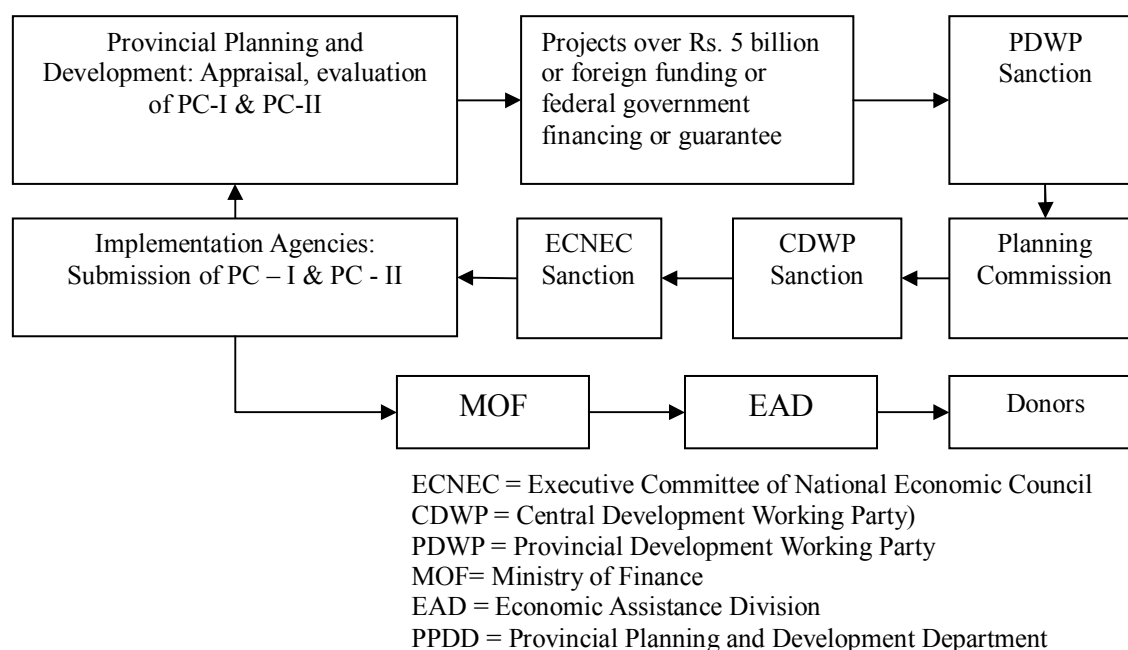 Provincial Planning and
Development: Appraisal, evaluation
of PC-I & PC-II
Projects over Rs. 5 billion
or foreign funding or
federal government
financing or guarantee
PDWP
Sanction
Implementation Agencies:
Submission of PC – I & PC - II
ECNEC
Sanction
CDWP
Sanction
Planning
Commission
MOF
EAD
Donors
ECNEC = Executive Committee of National Economic Council
CDWP = Central Development Working Party)
PDWP = Provincial Development Working Party
MOF= Ministry of Finance
EAD = Economic Assistance Division
PPDD = Provincial Planning and Development Department